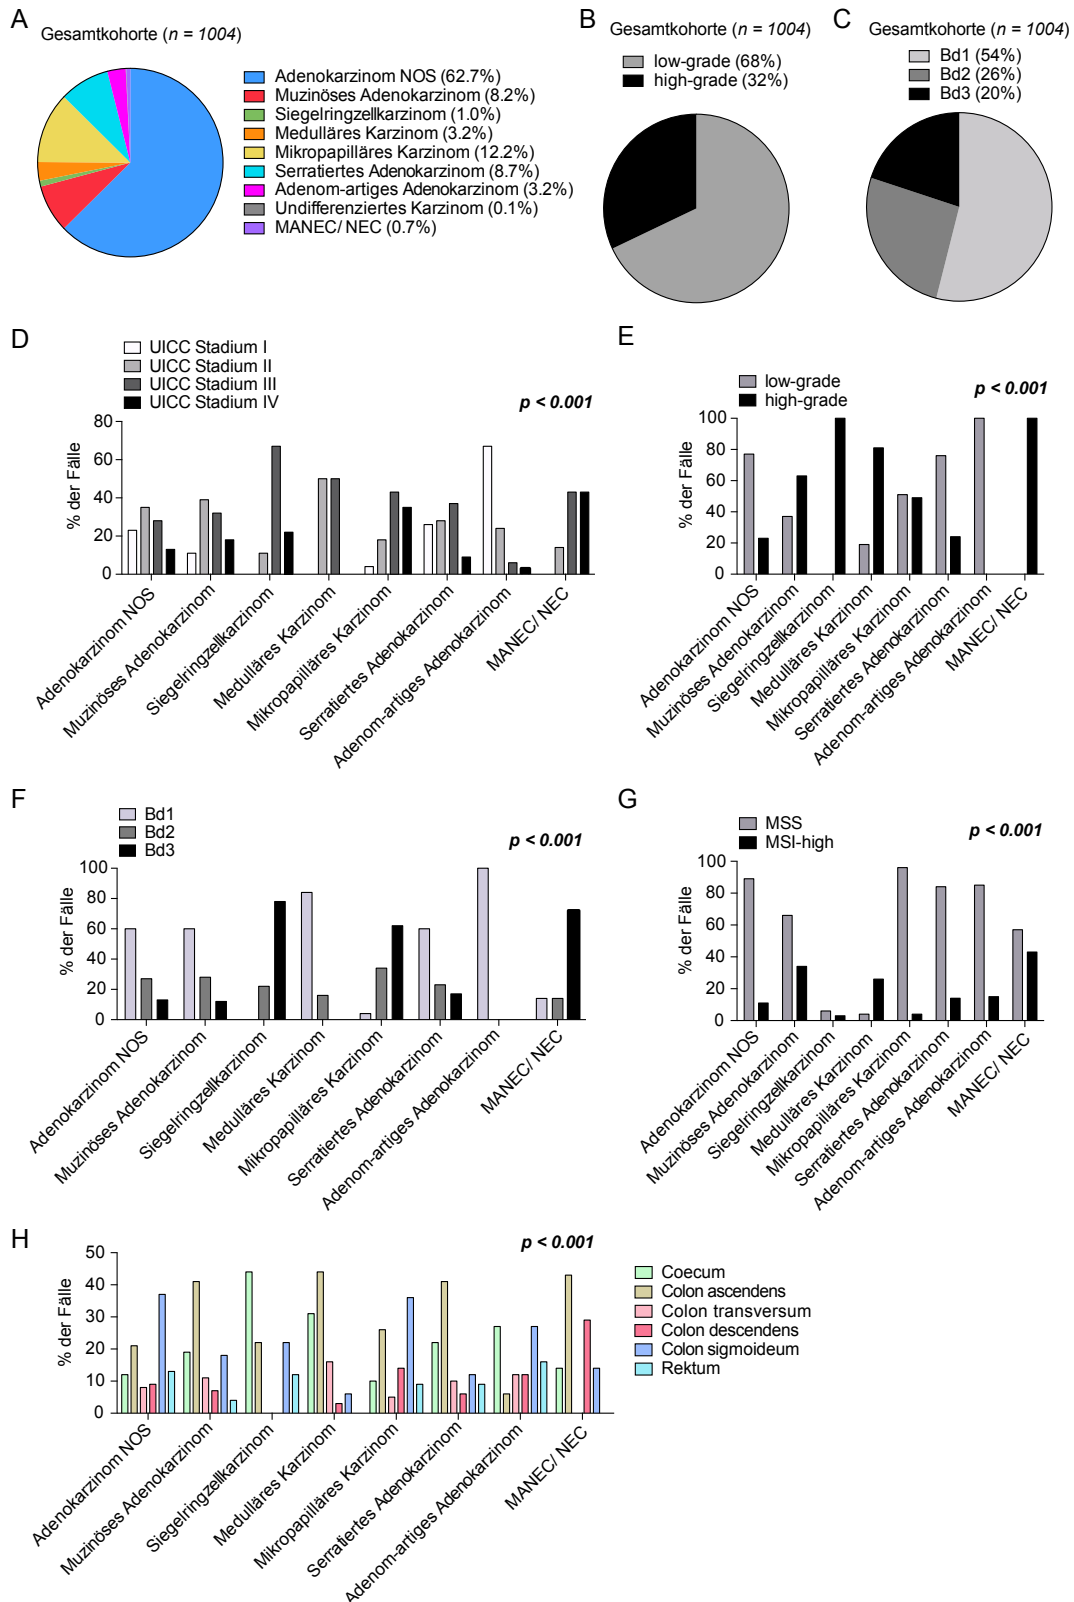 A
Gesamtkohorte (n = 1004)
Adenokarzinom NOS (62.7%)
Muzinöses Adenokarzinom (8.2%)
Siegelringzellkarzinom (1.0%)
Medulläres Karzinom (3.2%)
Mikropapilläres Karzinom (12.2%)
Serratiertes Adenokarzinom (8.7%)
Adenom-artiges Adenokarzinom (3.2%)
Undifferenziertes Karzinom (0.1%)
MANEC/ NEC (0.7%)
B
Gesamtkohorte (n = 1004)
low-grade (68%)
high-grade (32%)
C
Gesamtkohorte (n = 1004)
Bd1 (54%)
Bd2 (26%)
Bd3 (20%)
D
UICC Stadium I
UICC Stadium II
UICC Stadium III
UICC Stadium IV
p < 0.001
% der Fälle
80
60
40
20
0
Adenokarzinom NOS
Muzinöses Adenokarzinom
Siegelringzellkarzinom
Medulläres Karzinom
Mikropapilläres Karzinom
Serratiertes Adenokarzinom
Adenom-artiges Adenokarzinom
MANEC/ NEC
E
low-grade
high-grade
p < 0.001
% der Fälle
100
80
60
40
20
0
Adenokarzinom NOS
Muzinöses Adenokarzinom
Siegelringzellkarzinom
Medulläres Karzinom
Mikropapilläres Karzinom
Serratiertes Adenokarzinom
Adenom-artiges Adenokarzinom
MANEC/ NEC
F
Bd1
Bd2
Bd3
p < 0.001
% der Fälle
100
80
60
40
20
0
Adenokarzinom NOS
Muzinöses Adenokarzinom
Siegelringzellkarzinom
Medulläres Karzinom
Mikropapilläres Karzinom
Serratiertes Adenokarzinom
Adenom-artiges Adenokarzinom
MANEC/ NEC
G
MSS
MSI-high
p < 0.001
% der Fälle
100
80
60
40
20
0
Adenokarzinom NOS
Muzinöses Adenokarzinom
Siegelringzellkarzinom
Medulläres Karzinom
Mikropapilläres Karzinom
Serratiertes Adenokarzinom
Adenom-artiges Adenokarzinom
MANEC/ NEC
H
p < 0.001
% der Fälle
50
40
30
20
10
0
Adenokarzinom NOS
Muzinöses Adenokarzinom
Siegelringzellkarzinom
Medulläres Karzinom
Mikropapilläres Karzinom
Serratiertes Adenokarzinom
Adenom-artiges Adenokarzinom
MANEC/ NEC
Coecum
Colon ascendens
Colon transversum
Colon descendens
Colon sigmoideum
Rektum